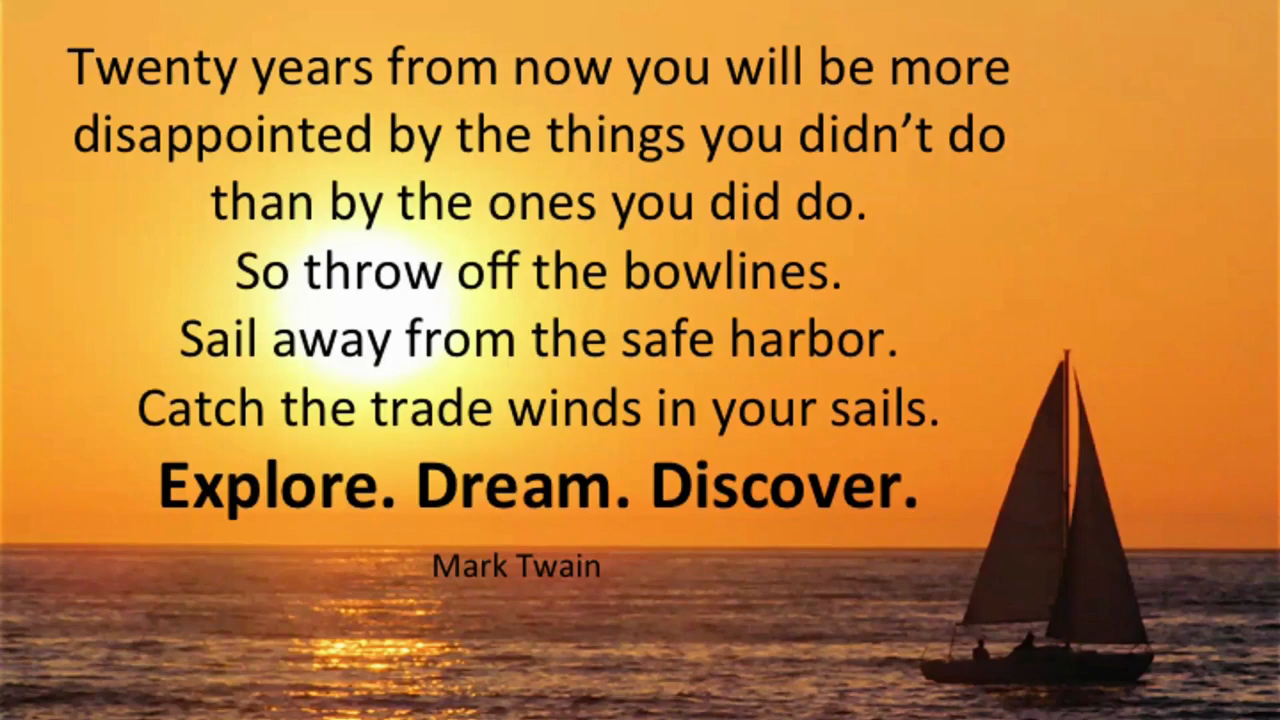 Twenty years from now you will be more
disappointed by the things you didn’t do
than by the ones you did do.
So throw off the bowlines.
Sail away from the safe harbor.
Catch the trade winds in your sails.
Explore. Dream. Discover.
Mark Twain